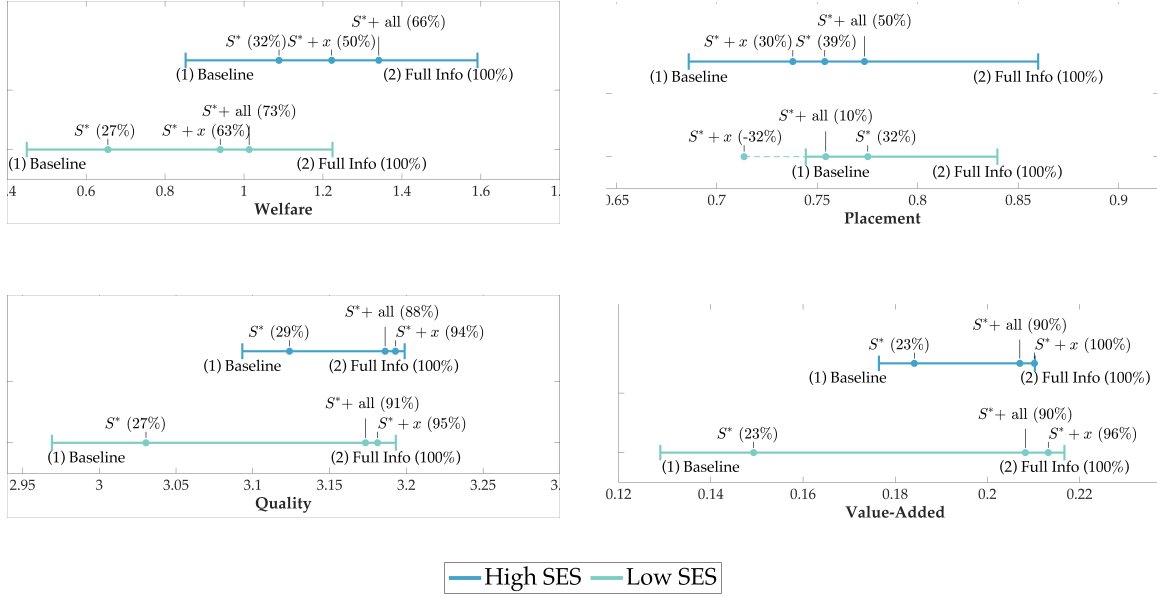 S*+ all (66%)
S* (32%) S* + x (50%)
(1) Baseline (2) Full Info (100%)
S*+ all (73%)
S* (27%) S* + x (63%)
(1) Baseline (2) Full Info (100%)
.4 0.6 0.8 1 1.2 1.4 1.6 1.
Welfare
S*+ all (50%)
S* + x (30%) S* (39%)
(1) Baseline (2) Full Info (100%)
S*+ all (10%)
S* + x (-32%) S* (32%)
(1) Baseline (2) Full Info (100%)
0.65 0.7 0.75 0.8 0.85 0.9
Placement
S*+ all (88%)
S* (29%) S* + x (94%)
(1) Baseline (2) Full Info (100%)
S*+ all (91%)
S* (27%) S* + x (95%)
(1) Baseline (2) Full Info (100%)
2.95 3 3.05 3.1 3.15 3.2 3.25 3.
Quality
S*+ all (90%)
S* (23%) S* + x (100%)
(1) Baseline (2) Full Info (100%)
S*+ all (90%)
S* (23%) S* + x (96%)
(1) Baseline (2) Full Info (100%)
0.12 0.14 0.16 0.18 0.2 0.22
Value-Added
High SES Low SES